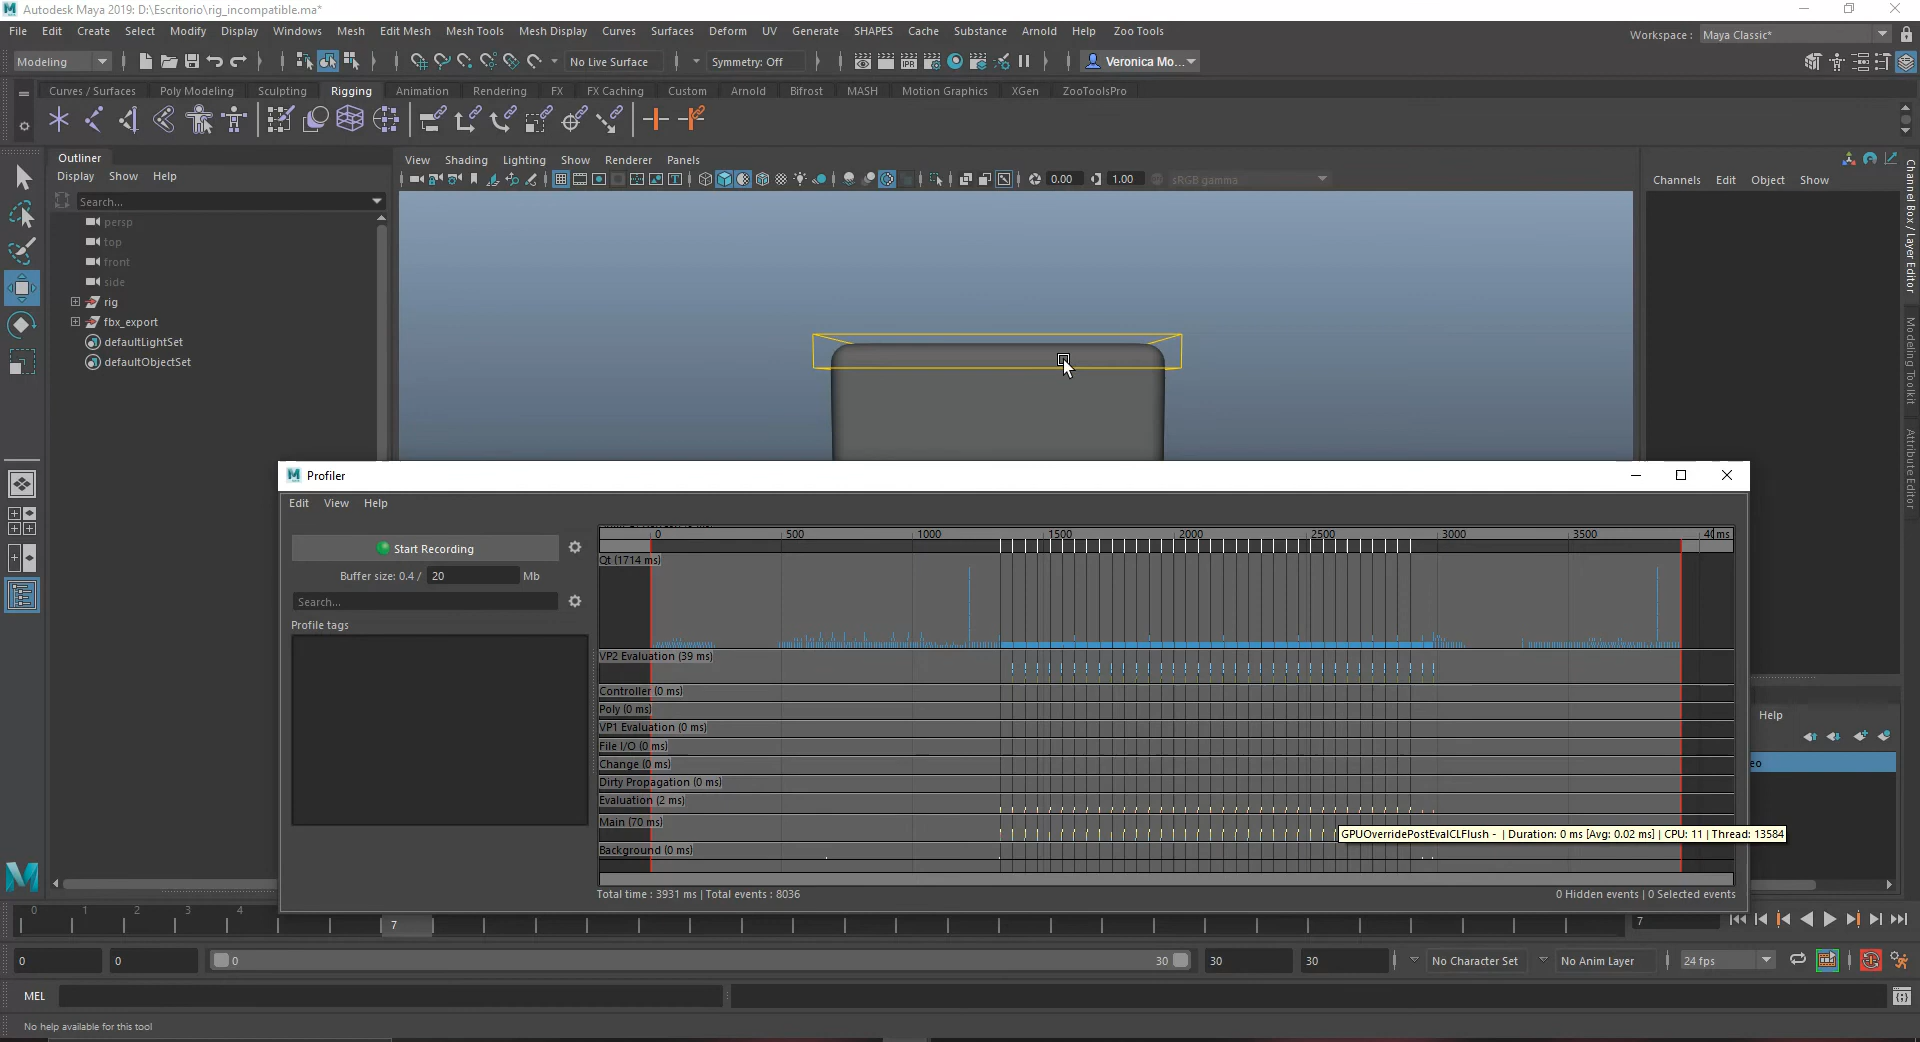 Autodesk Maya 2019: D:\Escritorio\rig_incompatible.ma*
File Edit Create Select Modify Display Windows Mesh Edit Mesh Mesh Tools Mesh Display Curves Surfaces Deform UV Generate SHAPES Cache Substance Arnold Help Zoo Tools
Workspace : Maya Classic*
Modeling No Live Surface Symmetry: Off IPR Veronica Mo...
Curves / Surfaces Poly Modeling Sculpting Rigging Animation Rendering FX FX Caching Custom Arnold Bifrost MASH Motion Graphics XGen ZooToolsPro
Outliner
Display Show Help
Search...
persp
top
front
side
rig
fbx_export
defaultLightSet
defaultObjectSet
View Shading Lighting Show Renderer Panels
0.00 1.00 sRGB gamma
Channels Edit Object Show
Channel Box / Layer Editor
Modeling Toolkit
Attribute Editor
Profiler
Edit View Help
Start Recording
Buffer size: 0.4 / 20 Mb
Search...
Profile tags
0 500 1000 1500 2000 2500 3000 3500 ms
Qt (1714 ms)
VP2 Evaluation (39 ms)
Controller (0 ms)
Poly (0 ms)
VP1 Evaluation (0 ms)
File I/O (0 ms)
Change (0 ms)
Dirty Propagation (0 ms)
Evaluation (2 ms)
Main (70 ms)
GPUOverridePostEvalCLFlush - | Duration: 0 ms [Avg: 0.02 ms] | CPU: 11 | Thread: 13584
Background (0 ms)
Total time : 3931 ms | Total events : 8036
0 Hidden events | 0 Selected events
Help
eo
0 1 2 3 4 7 7
0 0 0 30 30 30 No Character Set No Anim Layer 24 fps
MEL
No help available for this tool